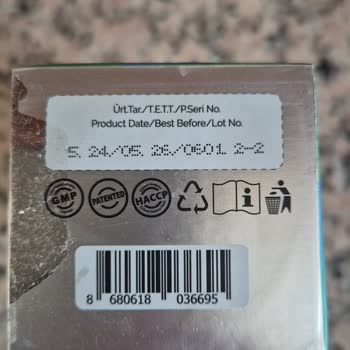 Ürt.Tar./T.E.T.T./P.Seri No.
Product Date/Best Before/Lot No.
5. 24/05. 26/0601 2-2
GMP PATENTED HACCP
8 680618 036695